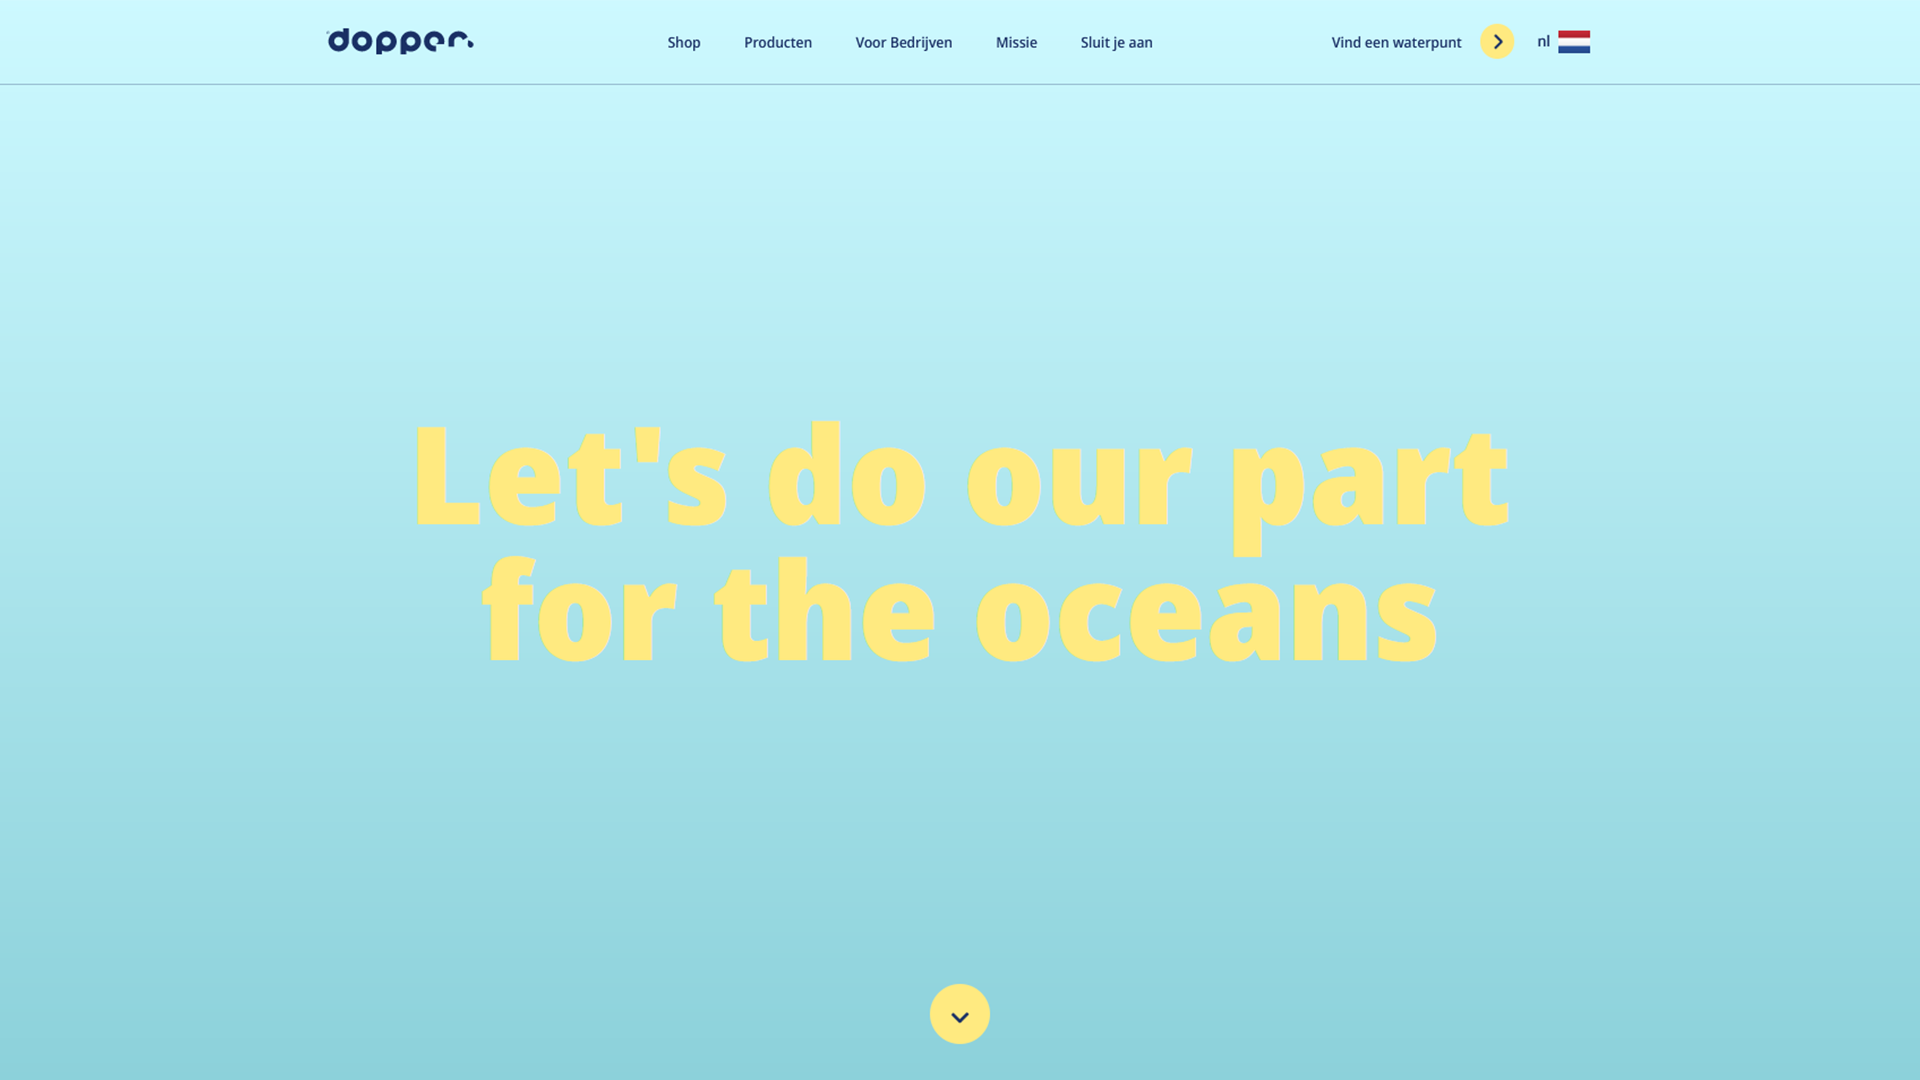 dopper
Shop Producten Voor Bedrijven Missie Sluit je aan Vind een waterpunt nl
Let's do our part
for the oceans